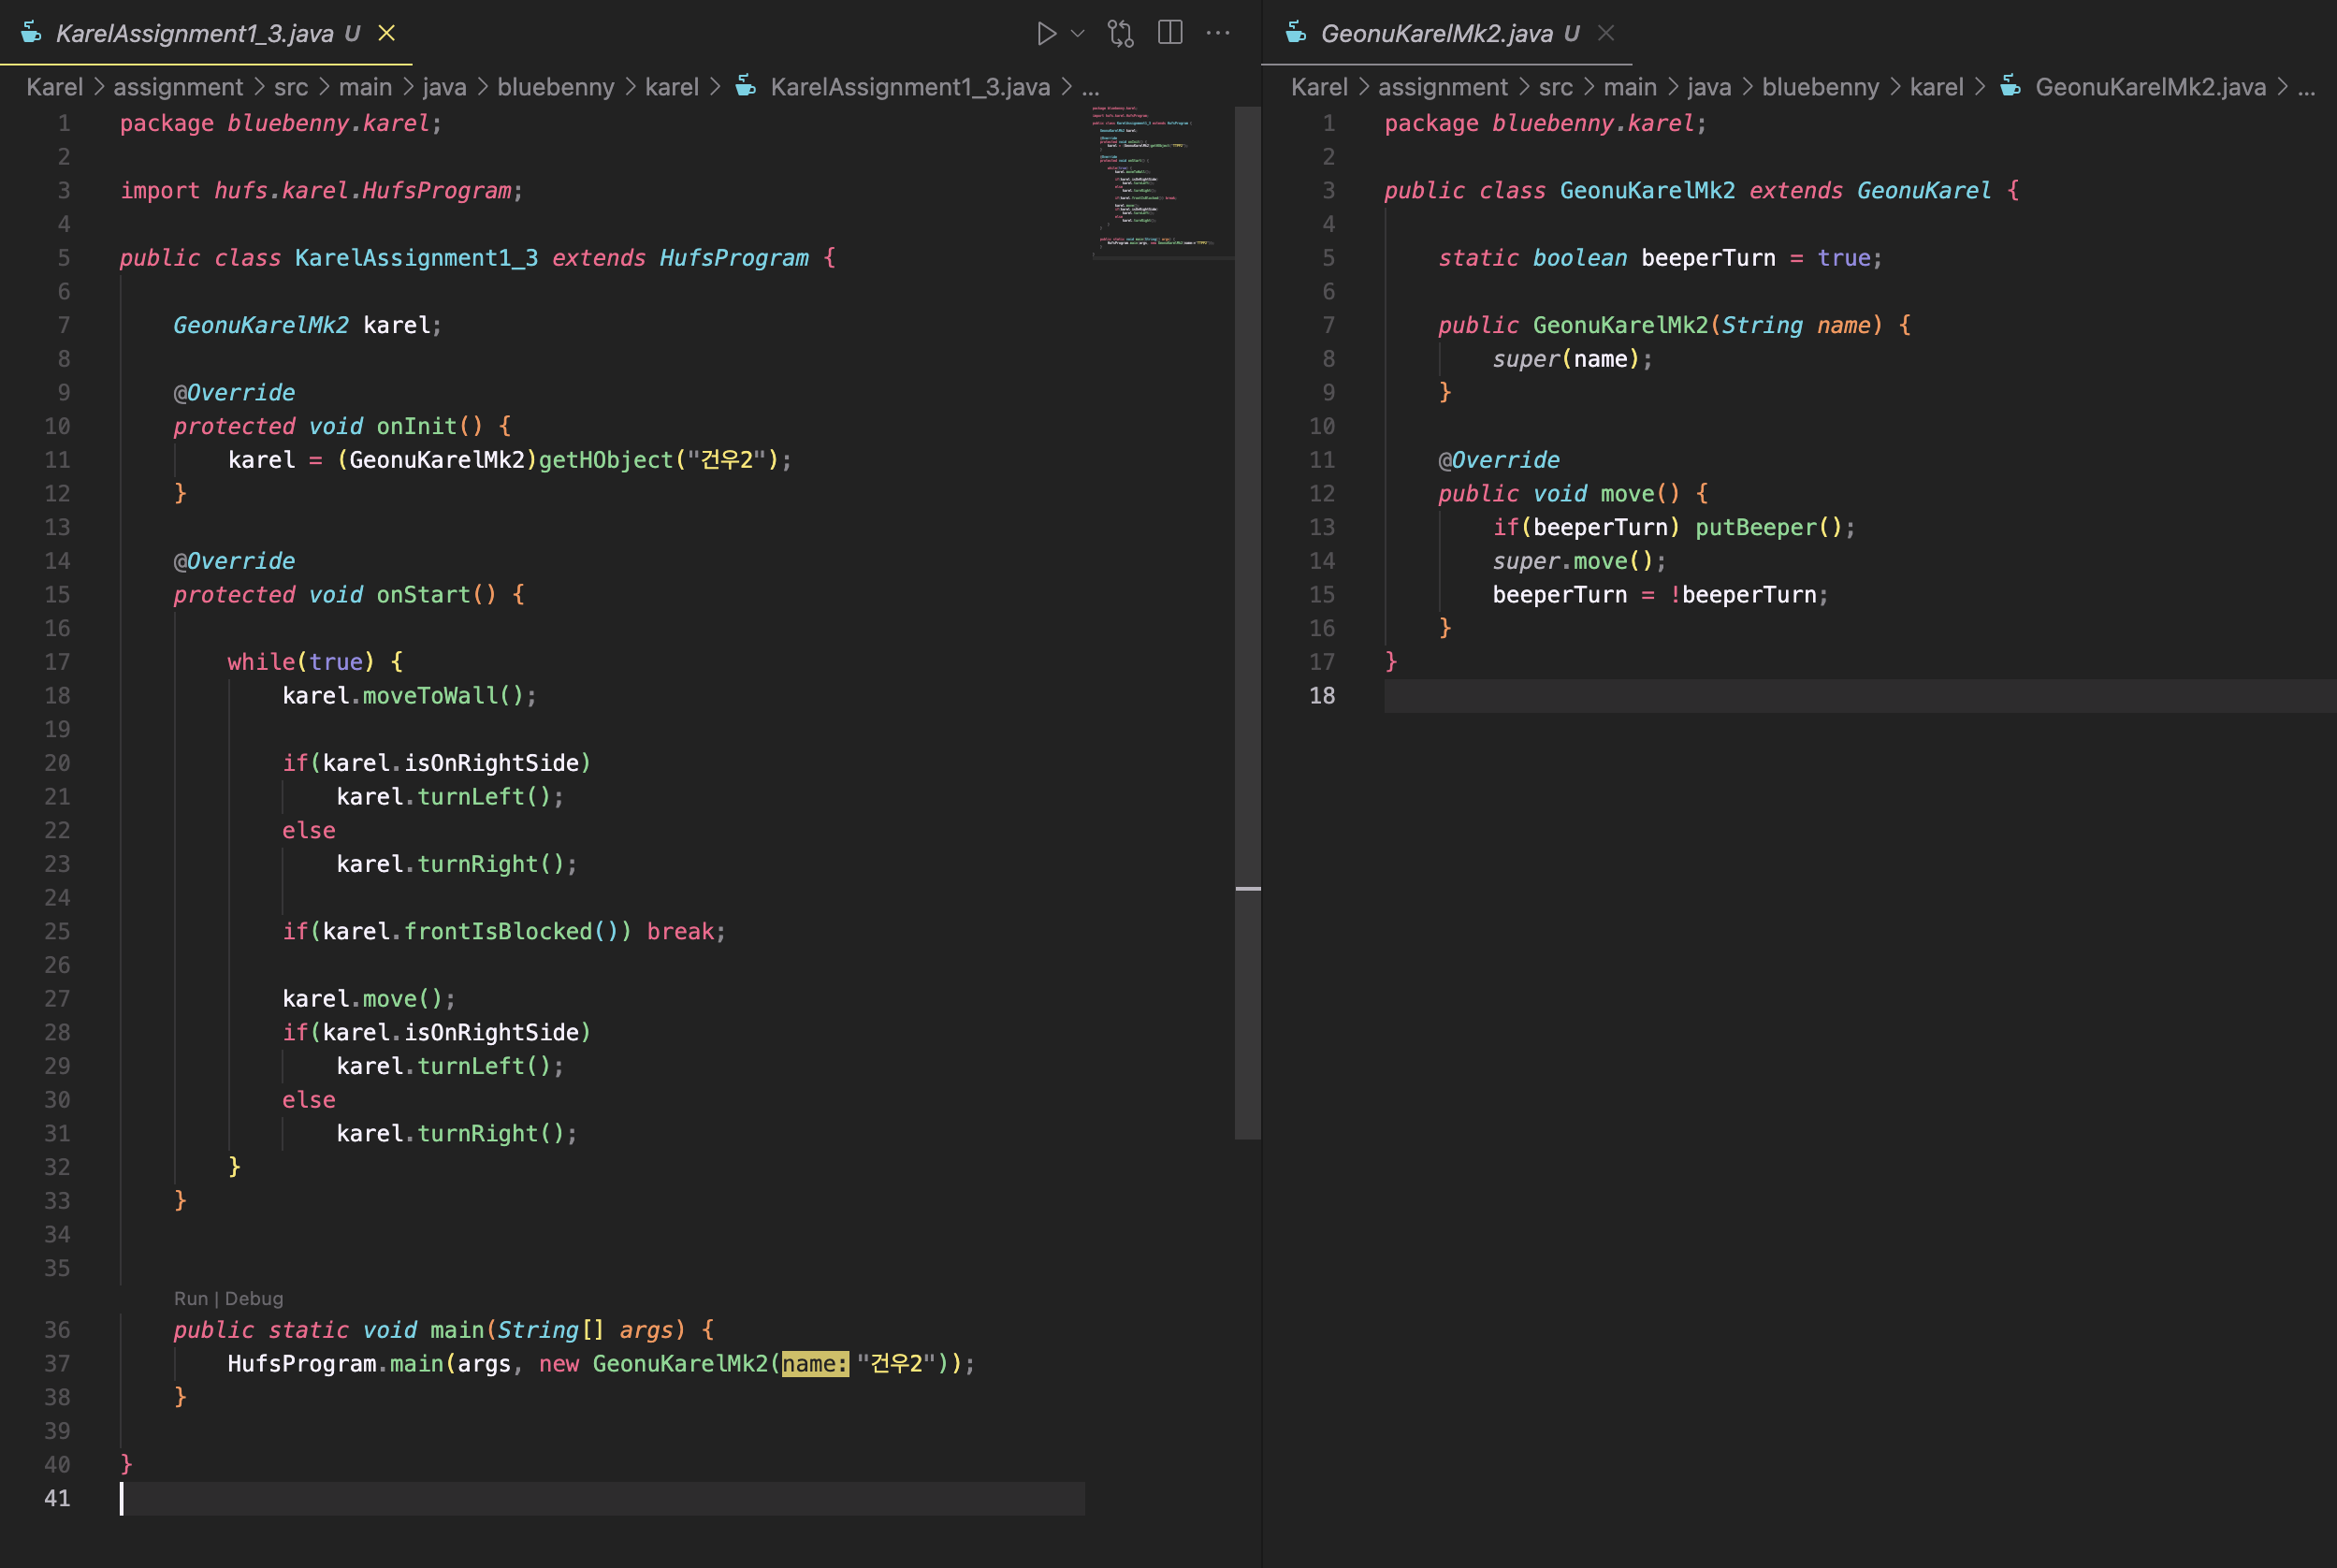 KarelAssignment1_3.java U
Karel > assignment > src > main > java > bluebenny > karel > KarelAssignment1_3.java > ...
1 package bluebenny.karel;
2
3 import hufs.karel.HufsProgram;
4
5 public class KarelAssignment1_3 extends HufsProgram {
6
7 GeonuKarelMk2 karel;
8
9 @Override
10 protected void onInit() {
11 karel = (GeonuKarelMk2)getHObject("건우2");
12 }
13
14 @Override
15 protected void onStart() {
16
17 while(true) {
18 karel.moveToWall();
19
20 if(karel.isOnRightSide)
21 karel.turnLeft();
22 else
23 karel.turnRight();
24
25 if(karel.frontIsBlocked()) break;
26
27 karel.move();
28 if(karel.isOnRightSide)
29 karel.turnLeft();
30 else
31 karel.turnRight();
32 }
33 }
34
35
Run | Debug
36 public static void main(String[] args) {
37 HufsProgram.main(args, new GeonuKarelMk2(name: "건우2"));
38 }
39
40 }
41
GeonuKarelMk2.java U
Karel > assignment > src > main > java > bluebenny > karel > GeonuKarelMk2.java > ...
1 package bluebenny.karel;
2
3 public class GeonuKarelMk2 extends GeonuKarel {
4
5 static boolean beeperTurn = true;
6
7 public GeonuKarelMk2(String name) {
8 super(name);
9 }
10
11 @Override
12 public void move() {
13 if(beeperTurn) putBeeper();
14 super.move();
15 beeperTurn = !beeperTurn;
16 }
17 }
18